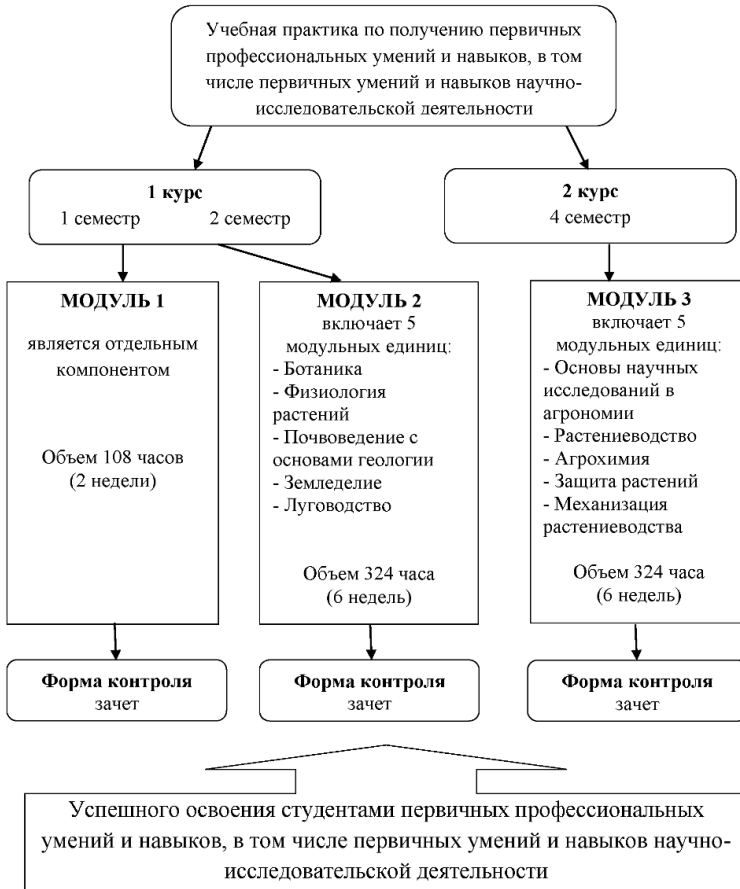 Учебная практика по получению первичных
профессиональных умений и навыков, в том
числе первичных умений и навыков научно-
исследовательской деятельности
1 курс
1 семестр 2 семестр
2 курс
4 семестр
МОДУЛЬ 1
является отдельным
компонентом
Объем 108 часов
(2 недели)
МОДУЛЬ 2
включает 5
модульных единиц:
- Ботаника
- Физиология
растений
- Почвоведение с
основами геологии
- Земледелие
- Луговодство
Объем 324 часа
(6 недель)
МОДУЛЬ 3
включает 5
модульных единиц:
- Основы научных
исследований в
агрономии
- Растениеводство
- Агрохимия
- Защита растений
- Механизация
растениеводства
Объем 324 часа
(6 недель)
Форма контроля
зачет
Форма контроля
зачет
Форма контроля
зачет
Успешного освоения студентами первичных профессиональных
умений и навыков, в том числе первичных умений и навыков научно-
исследовательской деятельности